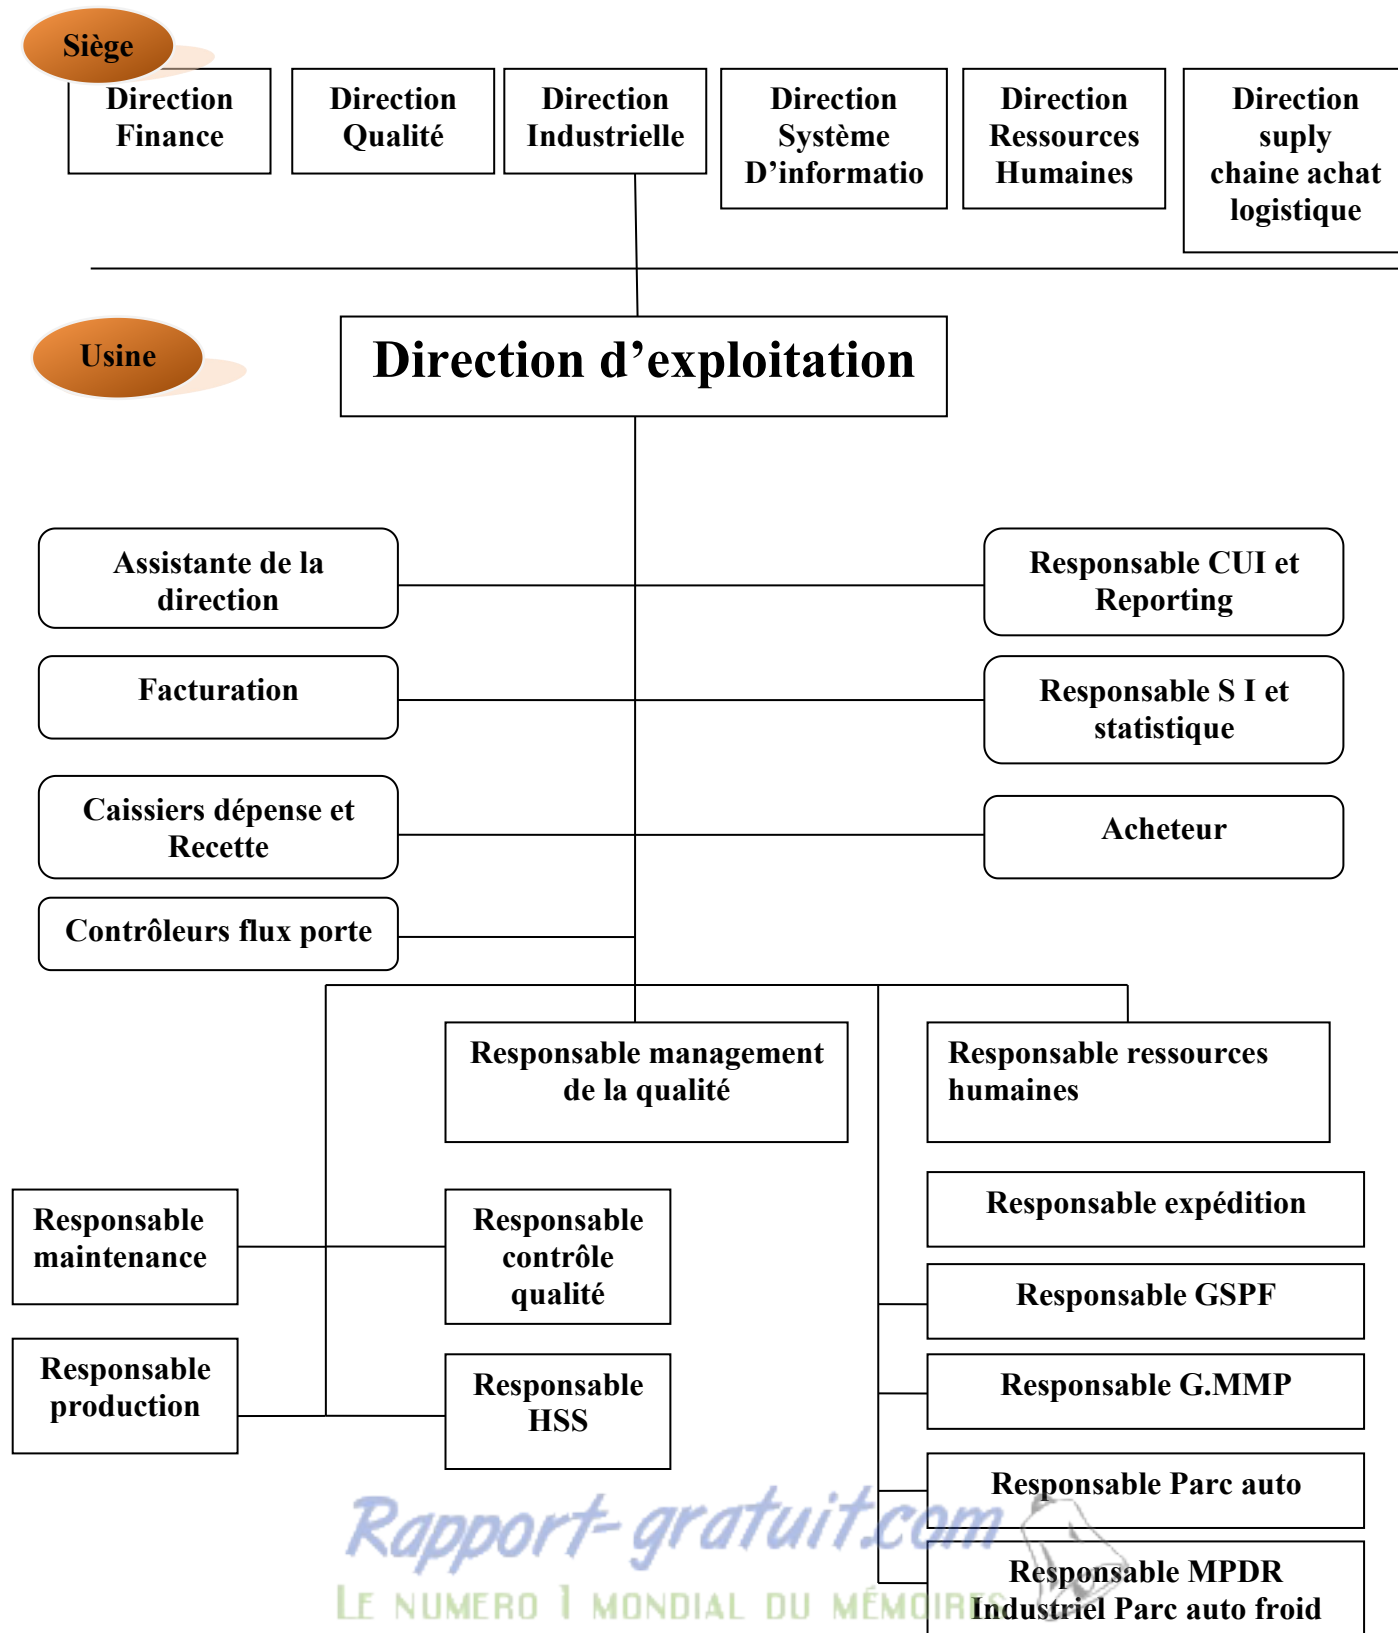 Siège
Direction
Finance
Direction
Qualité
Direction
Industrielle
Direction
Système
D’informatio
Direction
Ressources
Humaines
Direction
suply
chaine achat
logistique
Usine
Direction d’exploitation
Assistante de la
direction
Responsable CUI et
Reporting
Facturation
Responsable S I et
statistique
Caissiers dépense et
Recette
Acheteur
Contrôleurs flux porte
Responsable management
de la qualité
Responsable ressources
humaines
Responsable
maintenance
Responsable
contrôle
qualité
Responsable expédition
Responsable GSPF
Responsable
production
Responsable
HSS
Responsable G.MMP
Responsable Parc auto
Responsable MPDR
Industriel Parc auto froid
Rapport-gratuit.com
LE NUMERO 1 MONDIAL DU MÉMOIRES